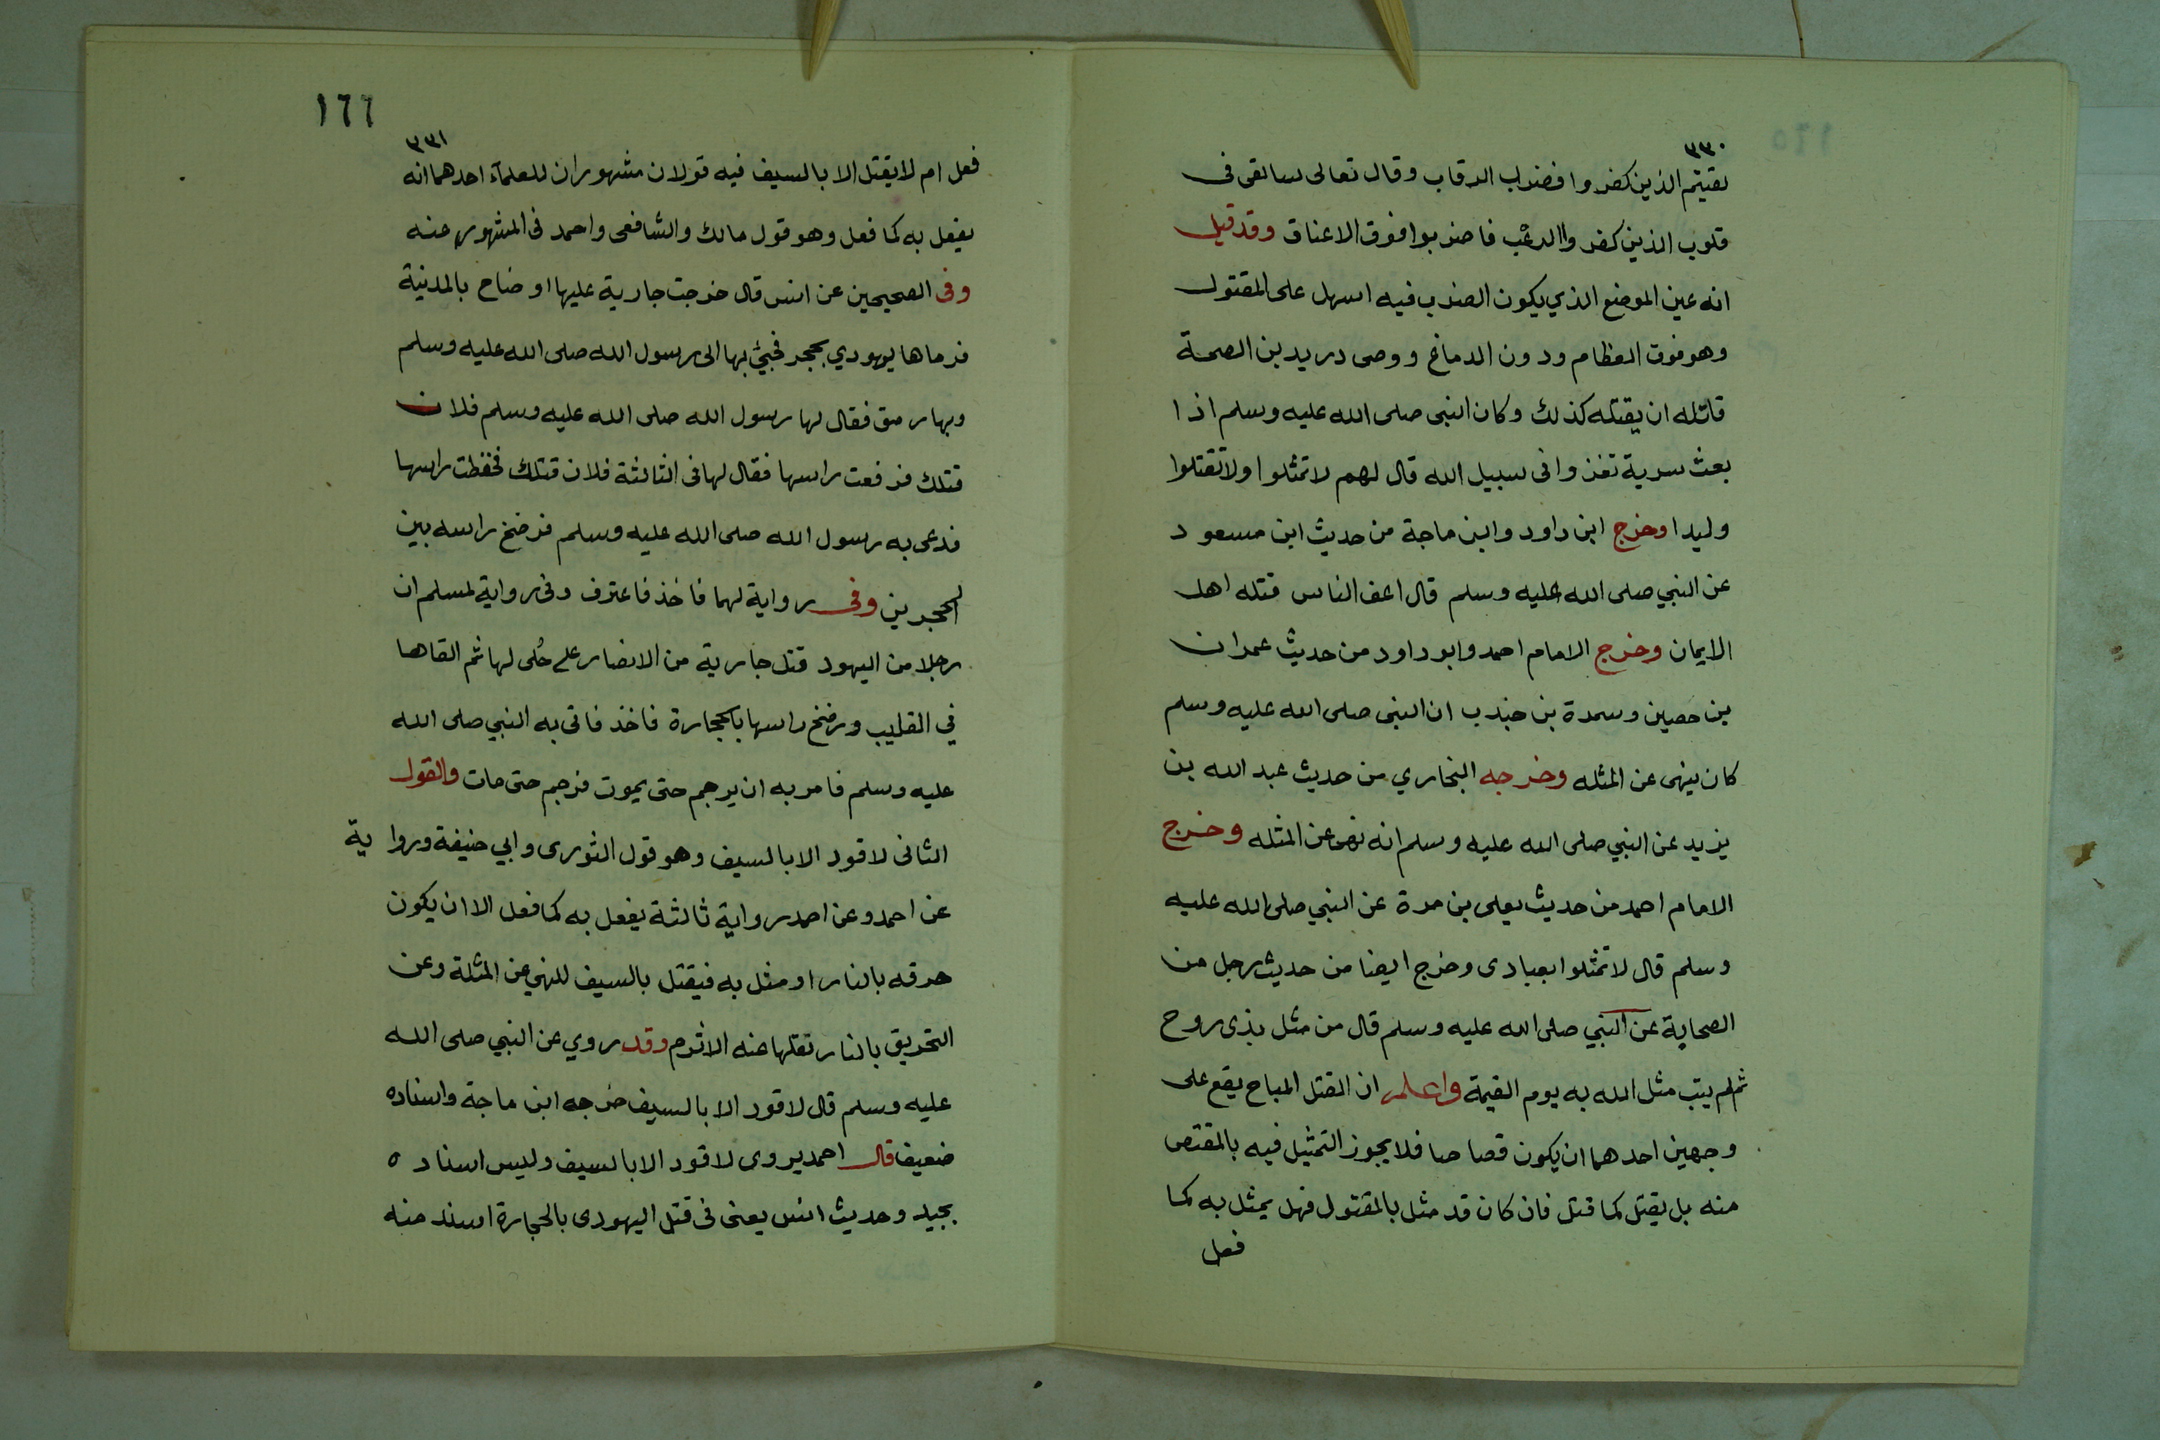 ٣٣٠
لقيتم الذين كفروا فضرب الرقاب وقال تعالى سالقى فى
قلوب الذين كفروا الرعب فاضربوا فوق الاعناق وقد قيل
انه عين الموضع الذي يكون الضرب فيه اسهل على المقتول
وهو فوق العظام ودون الدماغ ووصى دريد بن الصمة
قاتله ان يقتله كذلك وكان النبى صلى الله عليه وسلم اذا
بعث سرية تغزوا فى سبيل الله قال لهم لا تمثلوا ولا تقتلوا
وليدا وخرج ابن داود وابن ماجة من حديث ابن مسعود
عن النبي صلى الله عليه وسلم قال اعف الناس قتله اهل
الايمان وخرج الامام احمد وابو داود من حديث عمران
بن حصين وسمرة بن جندب ان النبى صلى الله عليه وسلم
كان ينهى عن المثله وخرجه البخاري من حديث عبد الله بن
يزيد عن النبي صلى الله عليه وسلم انه نهى عن المثله وخرج
الامام احمد من حديث يعلى بن مرة عن النبي صلى الله عليه
وسلم قال لا تمثلوا بعبادى وخرج ايضا من حديث رجل من
الصحابة عن النبي صلى الله عليه وسلم قال من مثل بذى روح
ثم لم يتب مثل الله به يوم القيمة واعلم ان القتل المباح يقع على
وجهين احدهما ان يكون قصاصا فلا يجوز التمثيل فيه بالمقتص
منه بل يقتل كما قتل فان كان قد مثل بالمقتول فهل يمثل به كما
فعل
١٦٦
٣٣١
فعل ام لا يقتل الا بالسيف فيه قولان مشهوران للعلمآء احدهما انه
يفعل به كما فعل وهو قول مالك والشافعى واحمد فى المشهور منه
وفى الصحيحين عن انس قال خرجت جارية عليها اوضاح بالمدنية
فرماها يهودي بحجر فجيئ بها الى رسول الله صلى الله عليه وسلم
وبها رمق فقال لها رسول الله صلى الله عليه وسلم فلان
قتلك فرفعت راسها فقال لها فى الثالثة فلان قتلك فخفظت راسها
فدعى به رسول الله صلى الله عليه وسلم فرضخ راسه بين
الحجرين وفى رواية لهما فاخذ فاعترف وفى رواية لمسلم ان
رجلا من اليهود قتل جارية من الانصار على حُلى لها ثم القاها
في القليب ورضخ راسها بالحجارة فاخذ فاتى به النبي صلى الله
عليه وسلم فامر به ان يرجم حتى يموت فرجم حتى مات والقول
الثانى لا قود الا بالسيف وهو قول الثورى وابي حنيفة ورواية
عن احمد وعن احمد رواية ثالثة يفعل به كما فعل الا ان يكون
حرقه بالنار او مثل به فيقتل بالسيف للنهي عن المثلة وعن
التحريق بالنار نقلها عنه الاثرم وقد روي عن النبي صلى الله
عليه وسلم قال لا قود الا بالسيف خرجه ابن ماجة واسناده
ضعيف قال احمد يروى لا قود الا بالسيف وليس اسناده
بجيد وحديث انس يعنى فى قتل اليهودى بالحجارة اسند منه